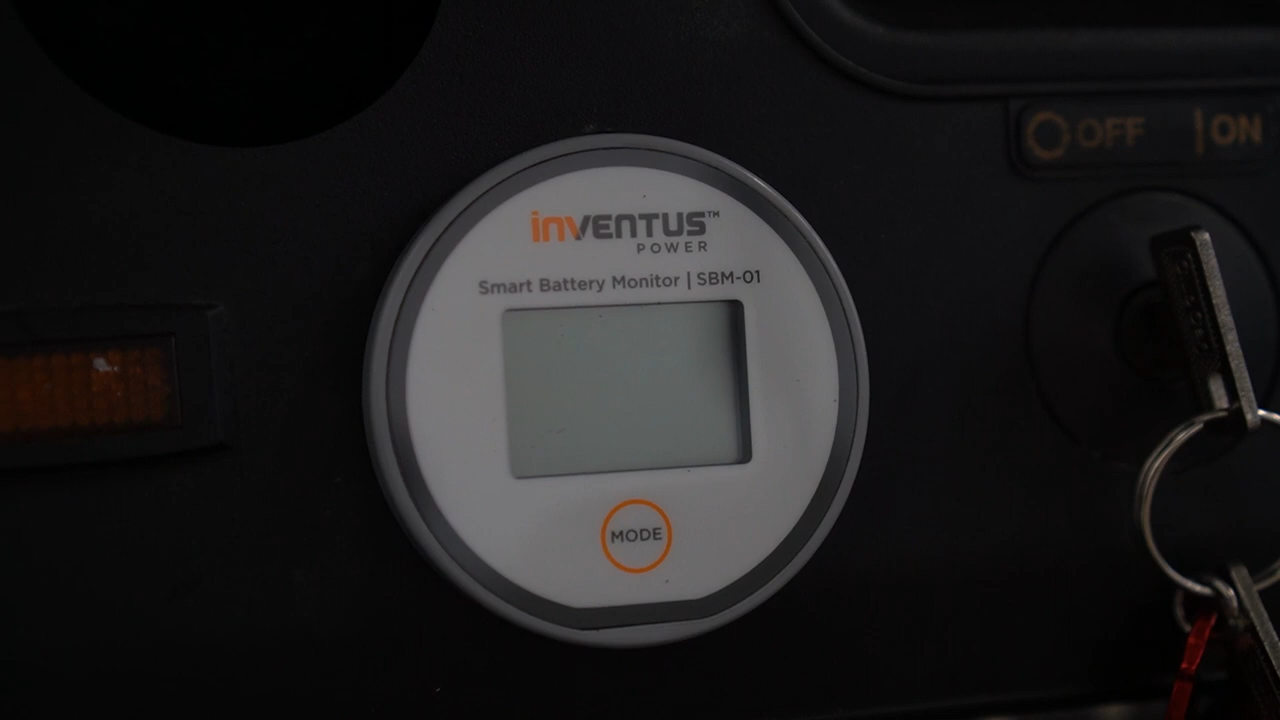 OFF | ON
inVENTUS™
POWER
Smart Battery Monitor | SBM-01
MODE